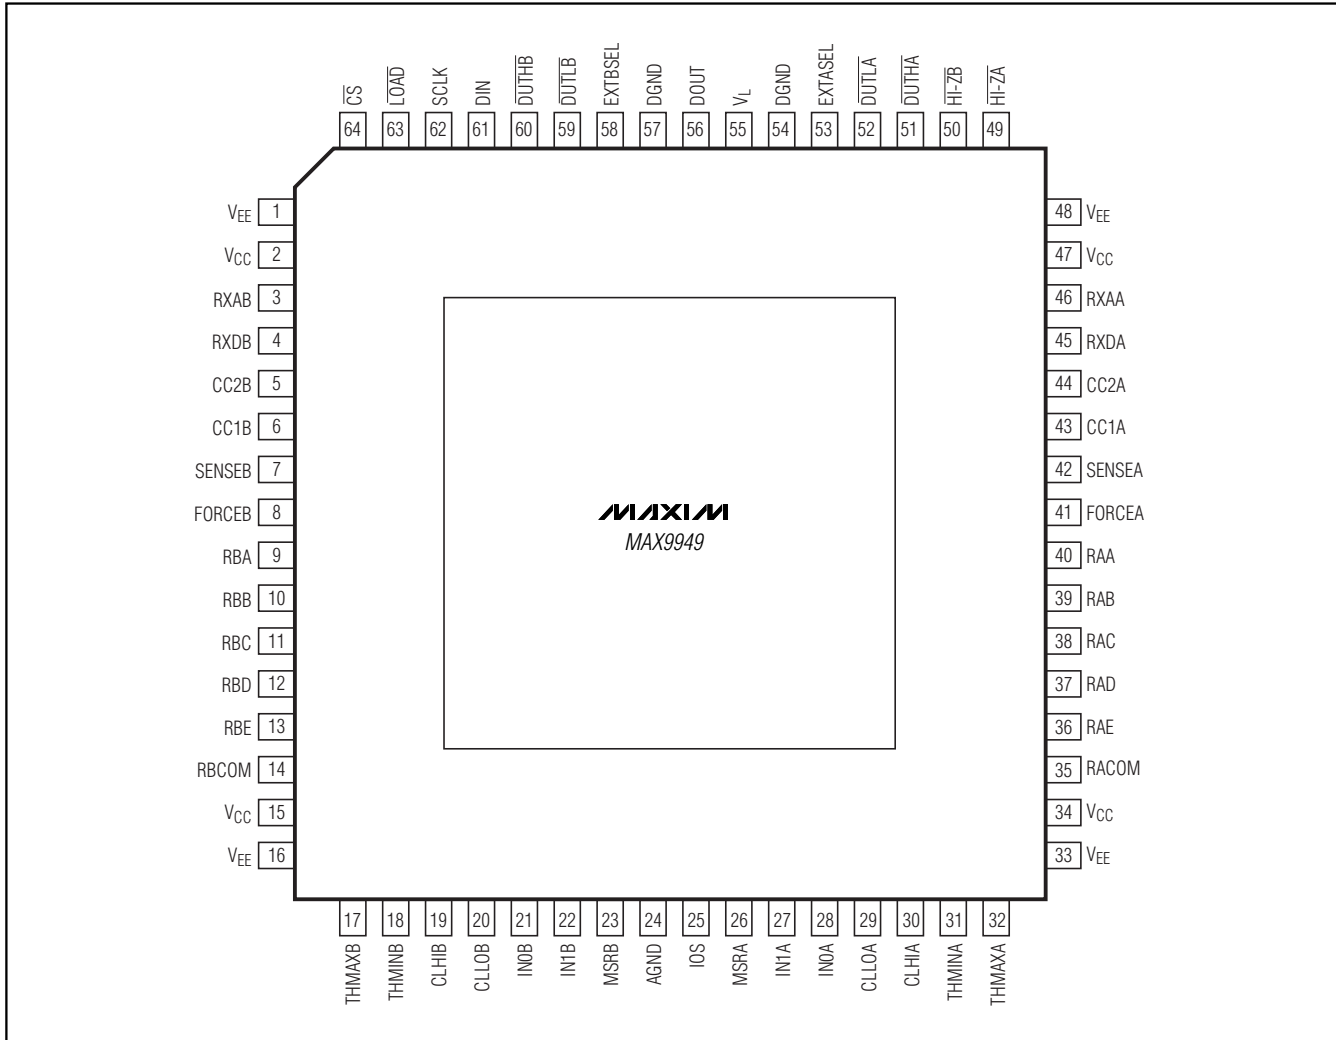 CS LOAD SCLK DIN DUTHB DUTLB EXTBSEL DGND DOUT VL DGND EXTASEL DUTLA DUTHA HI-ZB HI-ZA
64 63 62 61 60 59 58 57 56 55 54 53 52 51 50 49
VEE 1
VCC 2
RXAB 3
RXDB 4
CC2B 5
CC1B 6
SENSEB 7
FORCEB 8
RBA 9
RBB 10
RBC 11
RBD 12
RBE 13
RBCOM 14
VCC 15
VEE 16
MAXIM
MAX9949
48 VEE
47 VCC
46 RXAA
45 RXDA
44 CC2A
43 CC1A
42 SENSEA
41 FORCEA
40 RAA
39 RAB
38 RAC
37 RAD
36 RAE
35 RACOM
34 VCC
33 VEE
17 18 19 20 21 22 23 24 25 26 27 28 29 30 31 32
THMAXB THMINB CLHIB CLLOB IN0B IN1B MSRB AGND IOS MSRA IN1A IN0A CLLOA CLHIA THMINA THMAXA